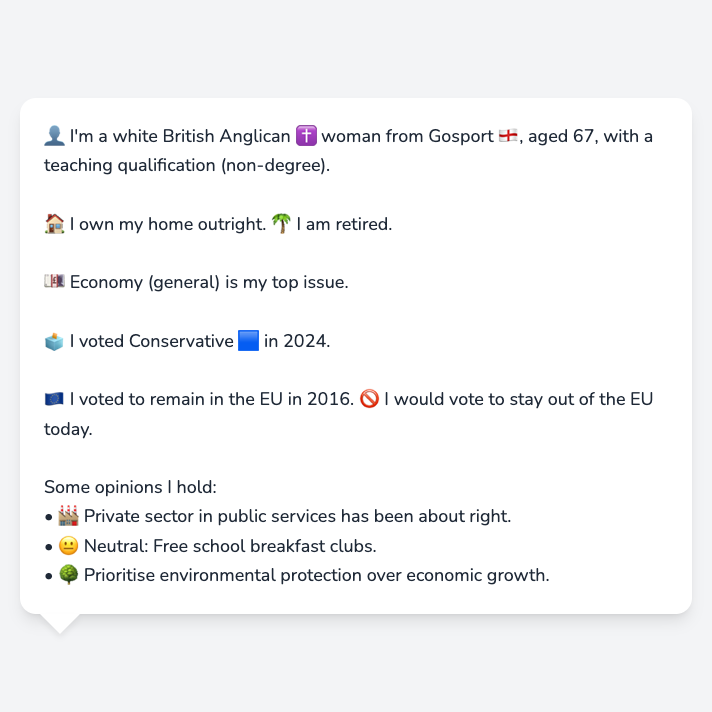 👤 I'm a white British Anglican ✝️ woman from Gosport 🏴󠁧󠁢󠁥󠁮󠁧󠁿, aged 67, with a
teaching qualification (non-degree).
🏠 I own my home outright. 🌴 I am retired.
💷 Economy (general) is my top issue.
🗳️ I voted Conservative 🟦 in 2024.
🇪🇺 I voted to remain in the EU in 2016. 🚫 I would vote to stay out of the EU
today.
Some opinions I hold:
• 🏭 Private sector in public services has been about right.
• 😐 Neutral: Free school breakfast clubs.
• 🌳 Prioritise environmental protection over economic growth.